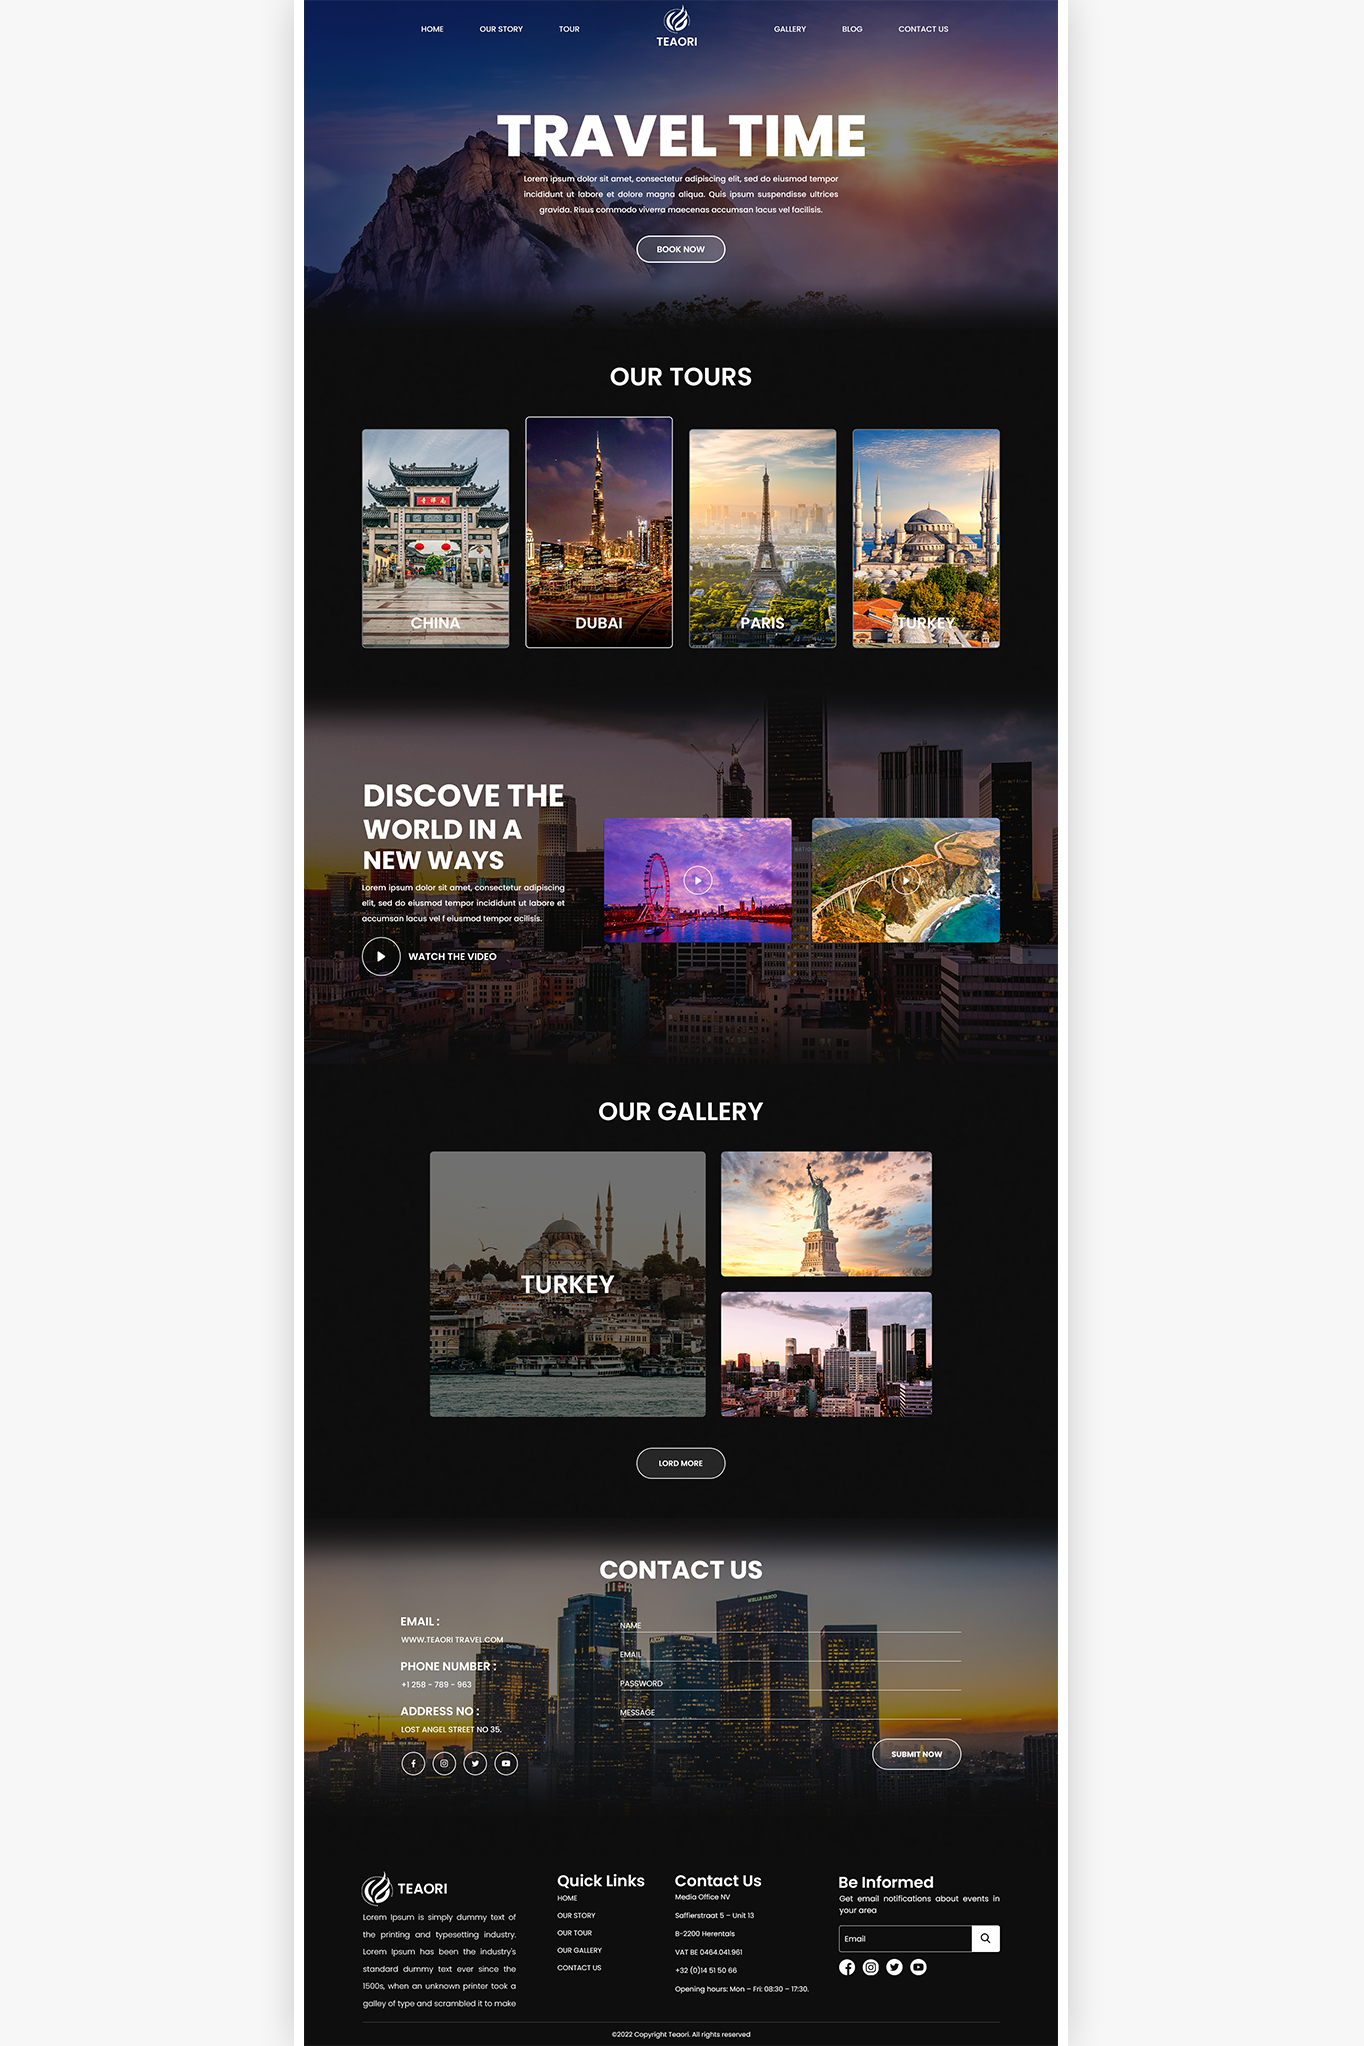 HOME OUR STORY TOUR TEAORI GALLERY BLOG CONTACT US
TRAVEL TIME
Lorem ipsum dolor sit amet, consectetur adipiscing elit, sed do eiusmod tempor
incididunt ut labore et dolore magna aliqua. Quis ipsum suspendisse ultrices
gravida. Risus commodo viverra maecenas accumsan lacus vel facilisis.
BOOK NOW
OUR TOURS
CHINA
DUBAI
PARIS
TURKEY
DISCOVE THE
WORLD IN A
NEW WAYS
Lorem ipsum dolor sit amet, consectetur adipiscing
elit, sed do eiusmod tempor incididunt ut labore et
accumsan lacus vel f eiusmod tempor acilisis.
WATCH THE VIDEO
OUR GALLERY
TURKEY
LORD MORE
CONTACT US
EMAIL :
WWW.TEAORI TRAVEL.COM
PHONE NUMBER :
+1 258 - 789 - 963
ADDRESS NO :
LOST ANGEL STREET NO 35.
NAME
EMAIL
PASSWORD
MESSAGE
SUBMIT NOW
Deloitte
WELLS FARGO
AECOM
AECOM
TEAORI
Lorem Ipsum is simply dummy text of
the printing and typesetting industry.
Lorem Ipsum has been the industry's
standard dummy text ever since the
1500s, when an unknown printer took a
galley of type and scrambled it to make
Quick Links
HOME
OUR STORY
OUR TOUR
OUR GALLERY
CONTACT US
Contact Us
Media Office NV
Saffierstraat 5 – Unit 13
B-2200 Herentals
VAT BE 0464.041.961
+32 (0)14 51 50 66
Opening hours: Mon – Fri: 08:30 – 17:30.
Be Informed
Get email notifications about events in
your area
Email
©2022 Copyright Teaori. All rights reserved